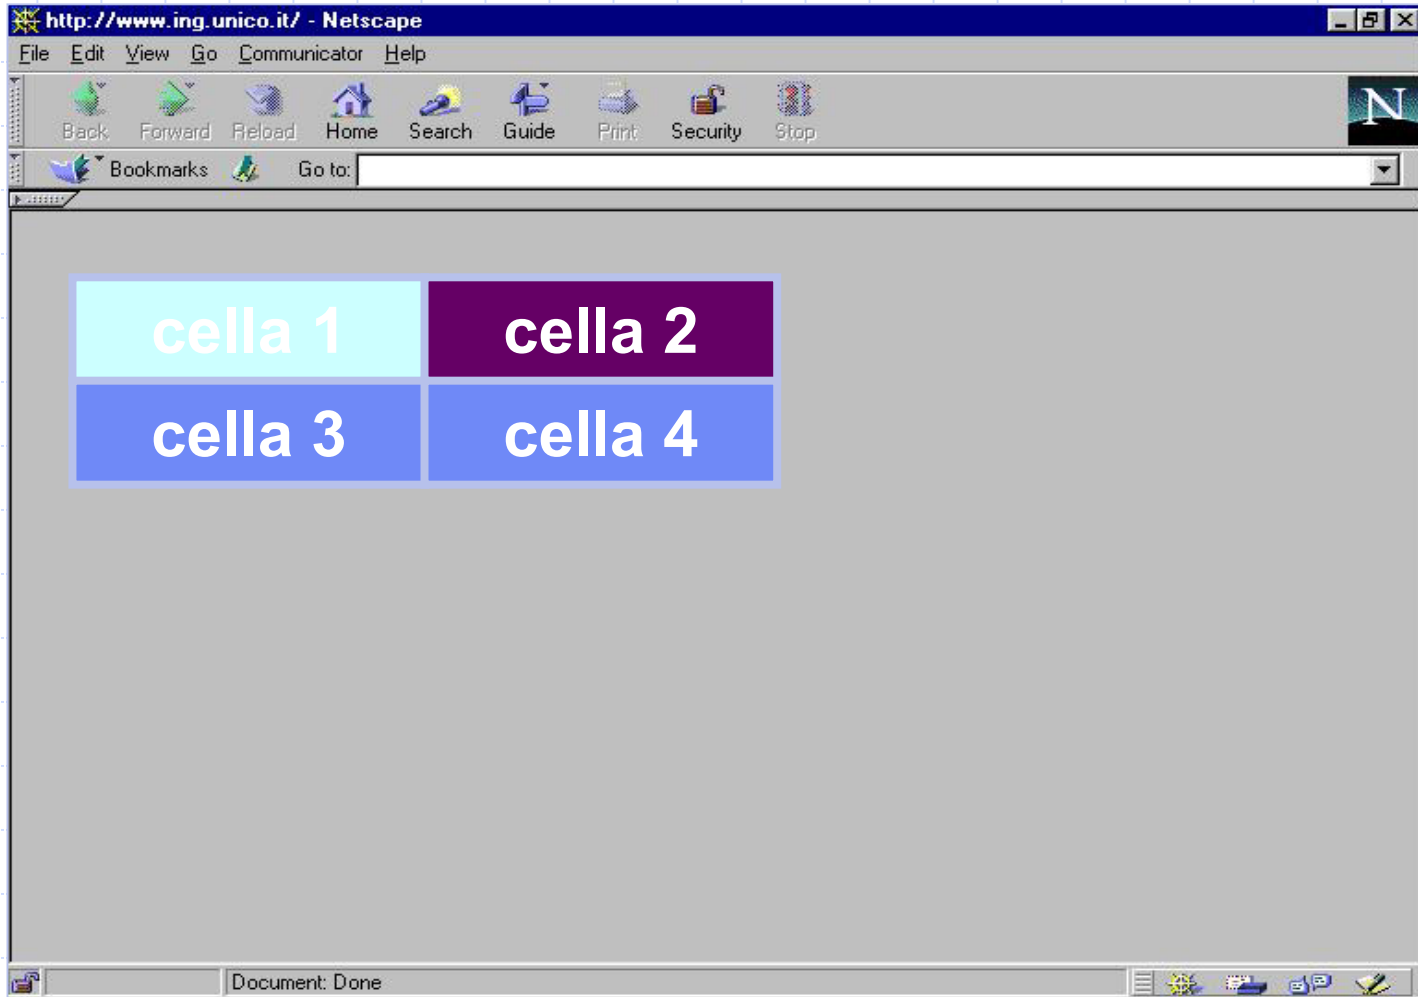 http://www.ing.unico.it/ - Netscape
File Edit View Go Communicator Help
Back Forward Reload Home Search Guide Print Security Stop
N
Bookmarks Go to:
cella 1 cella 2
cella 3 cella 4
Document: Done